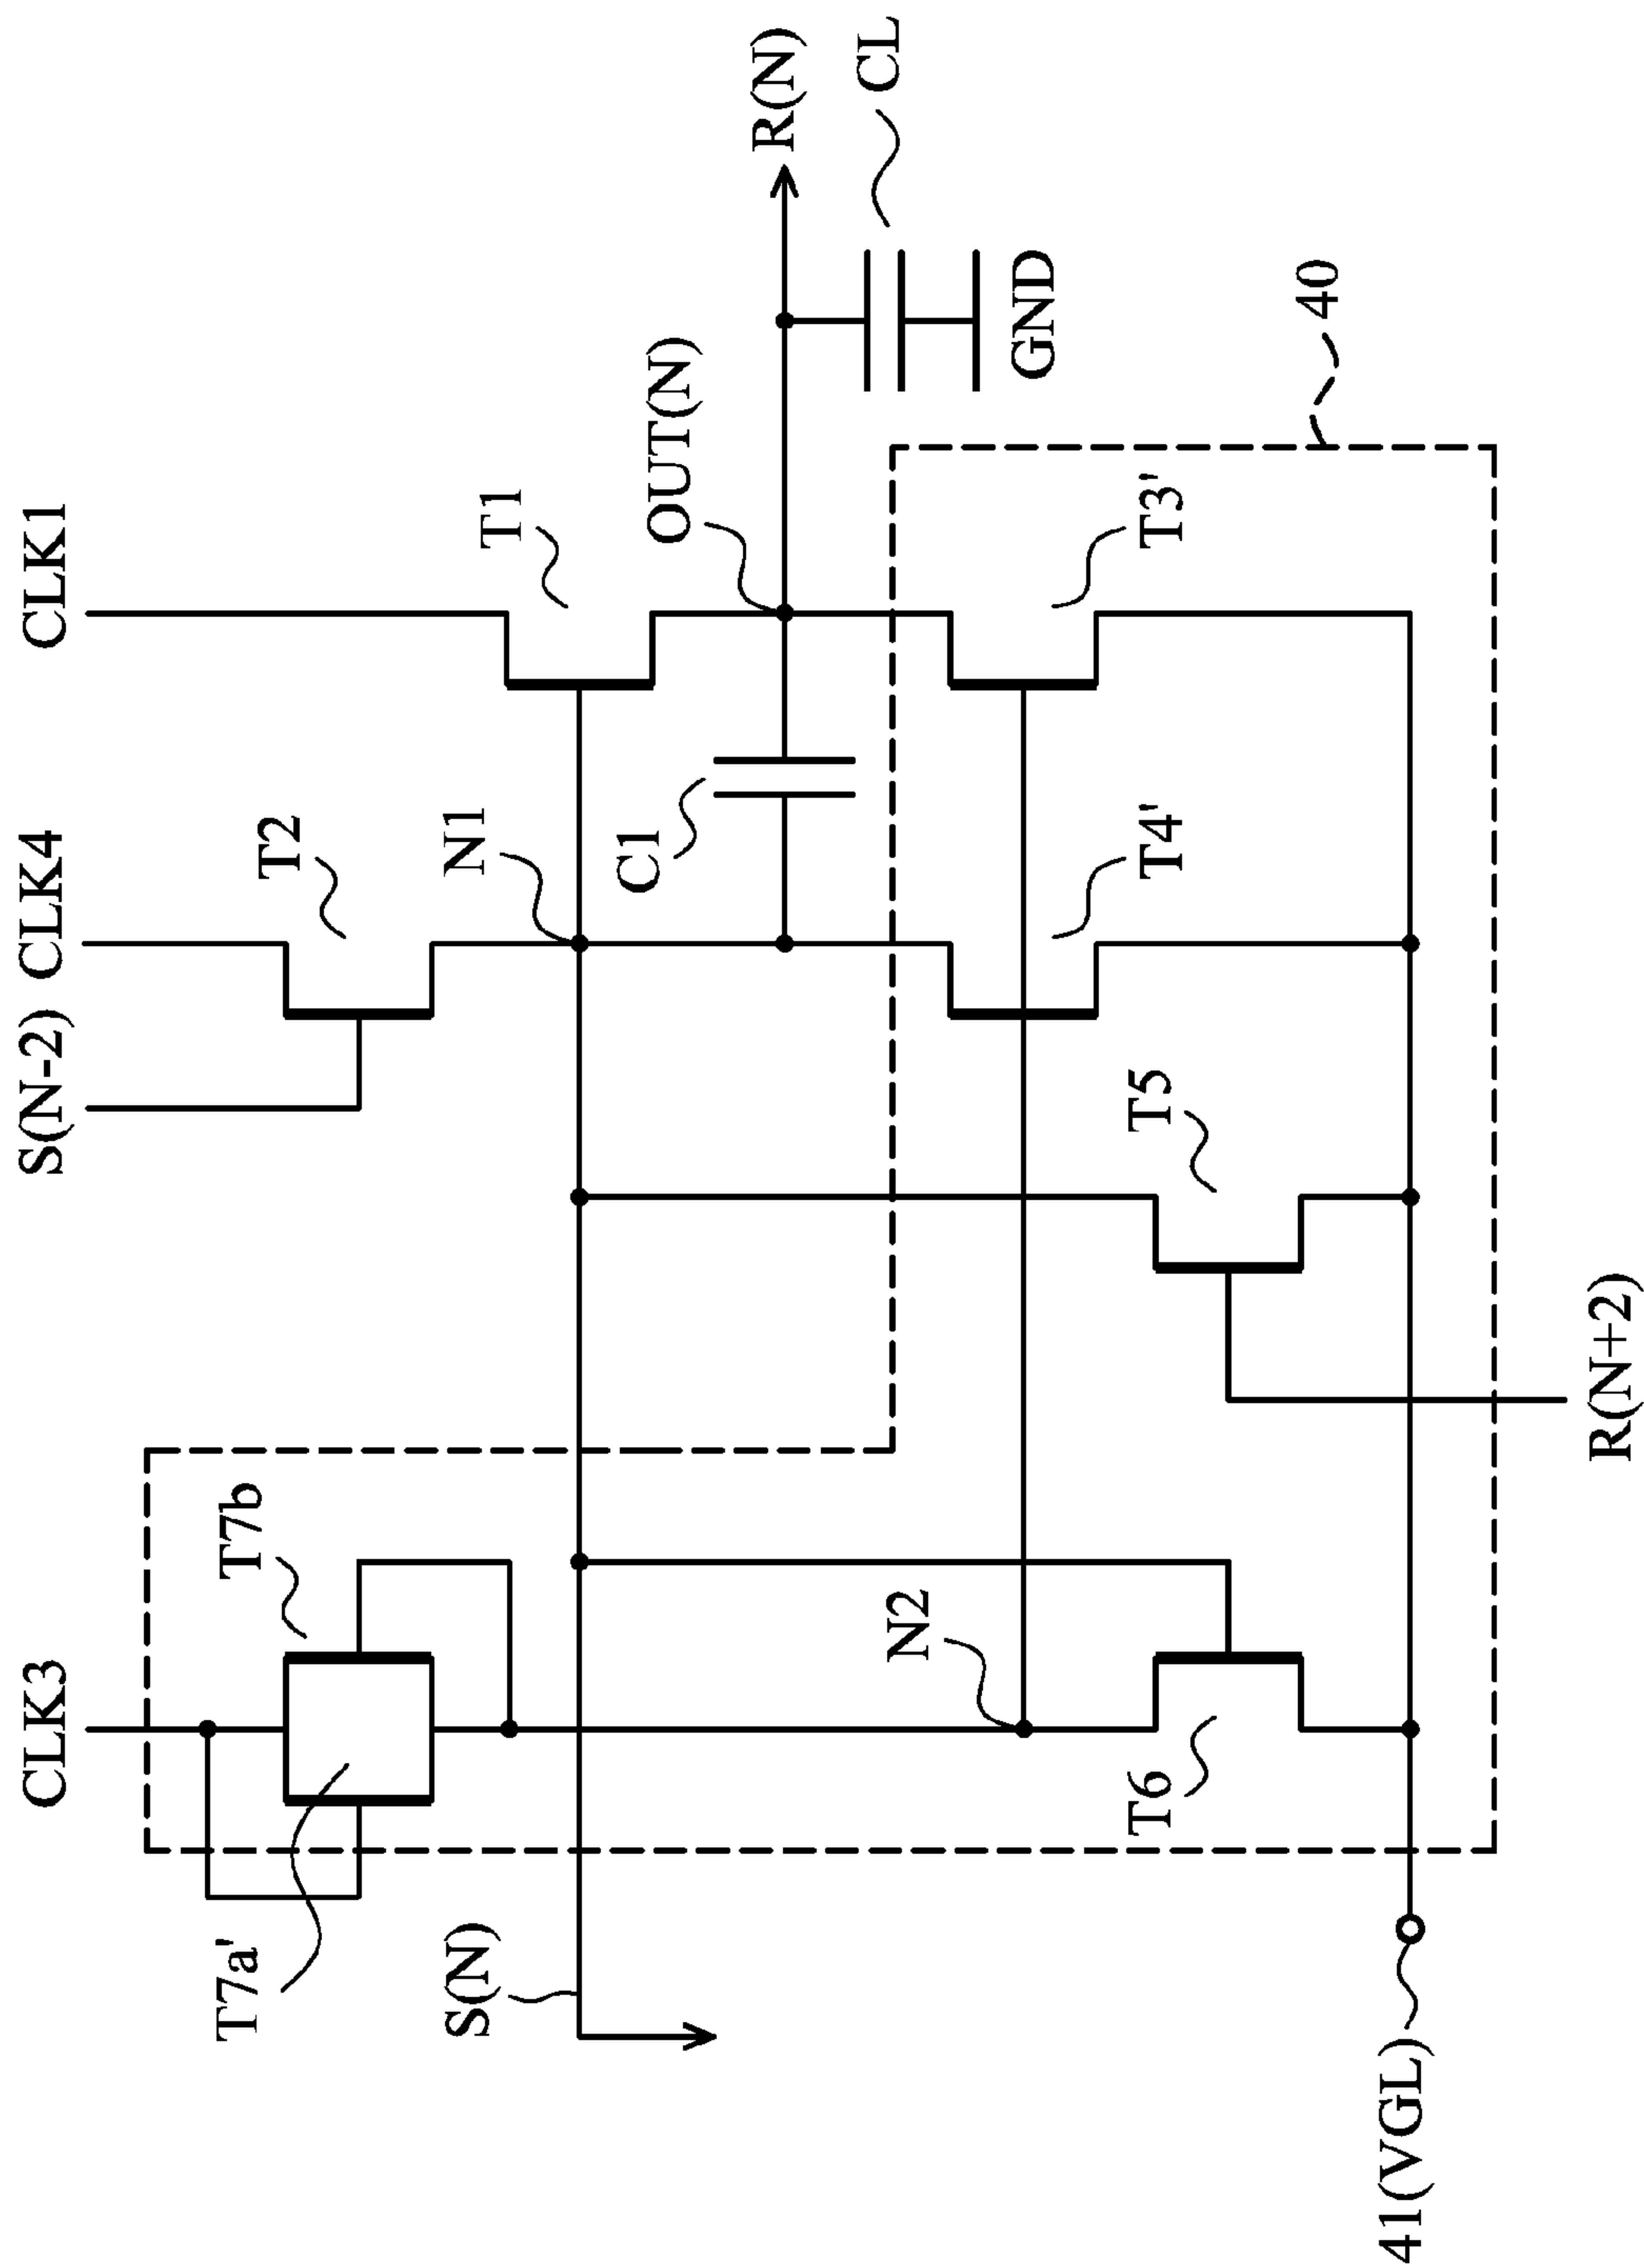 CLK3
S(N-2)
CLK4
CLK1
T7b
T2
T7a'
S(N)
N1
T1
C1
OUT(N)
R(N)
CL
N2
GND
T6
T5
T4'
T3'
40
41(VGL)
R(N+2)